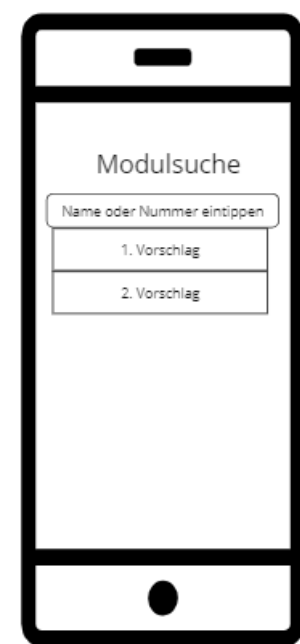 Modulsuche
Name oder Nummer eintippen
1. Vorschlag
2. Vorschlag